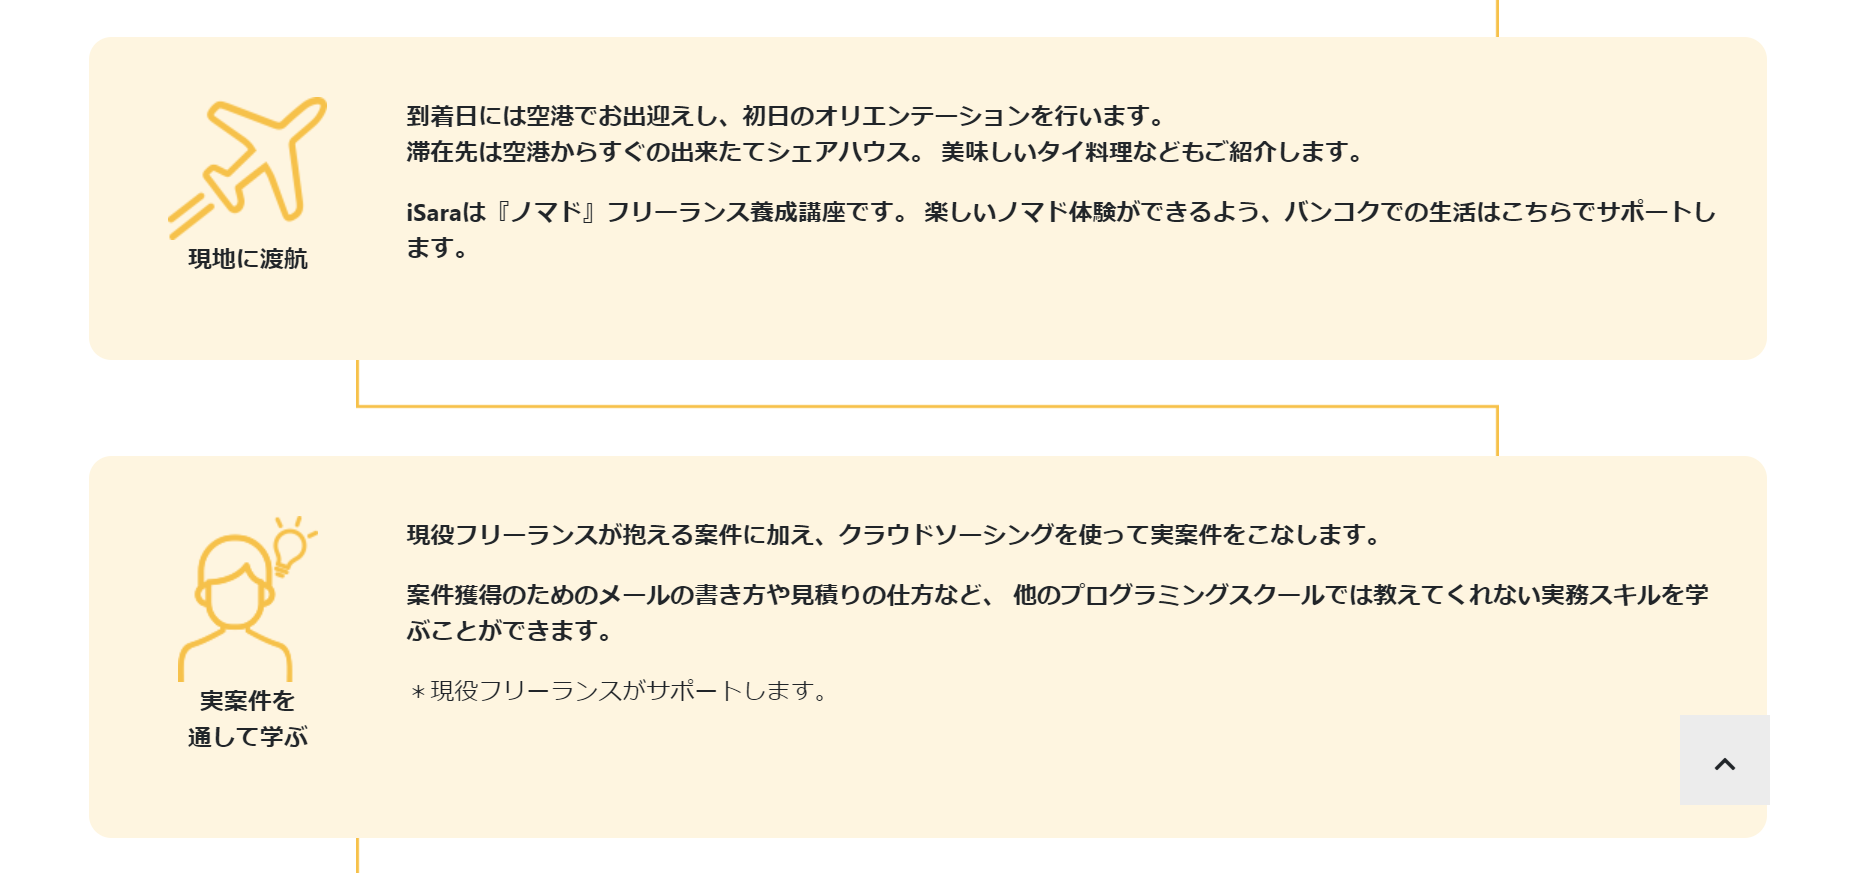 到着日には空港でお出迎えし、初日のオリエンテーションを行います。
滞在先は空港からすぐの出来たてシェアハウス。 美味しいタイ料理などもご紹介します。
iSaraは『ノマド』フリーランス養成講座です。 楽しいノマド体験ができるよう、バンコクでの生活はこちらでサポートし
ます。
現地に渡航
現役フリーランスが抱える案件に加え、クラウドソーシングを使って実案件をこなします。
案件獲得のためのメールの書き方や見積りの仕方など、 他のプログラミングスクールでは教えてくれない実務スキルを学
ぶことができます。
＊現役フリーランスがサポートします。
実案件を
通して学ぶ